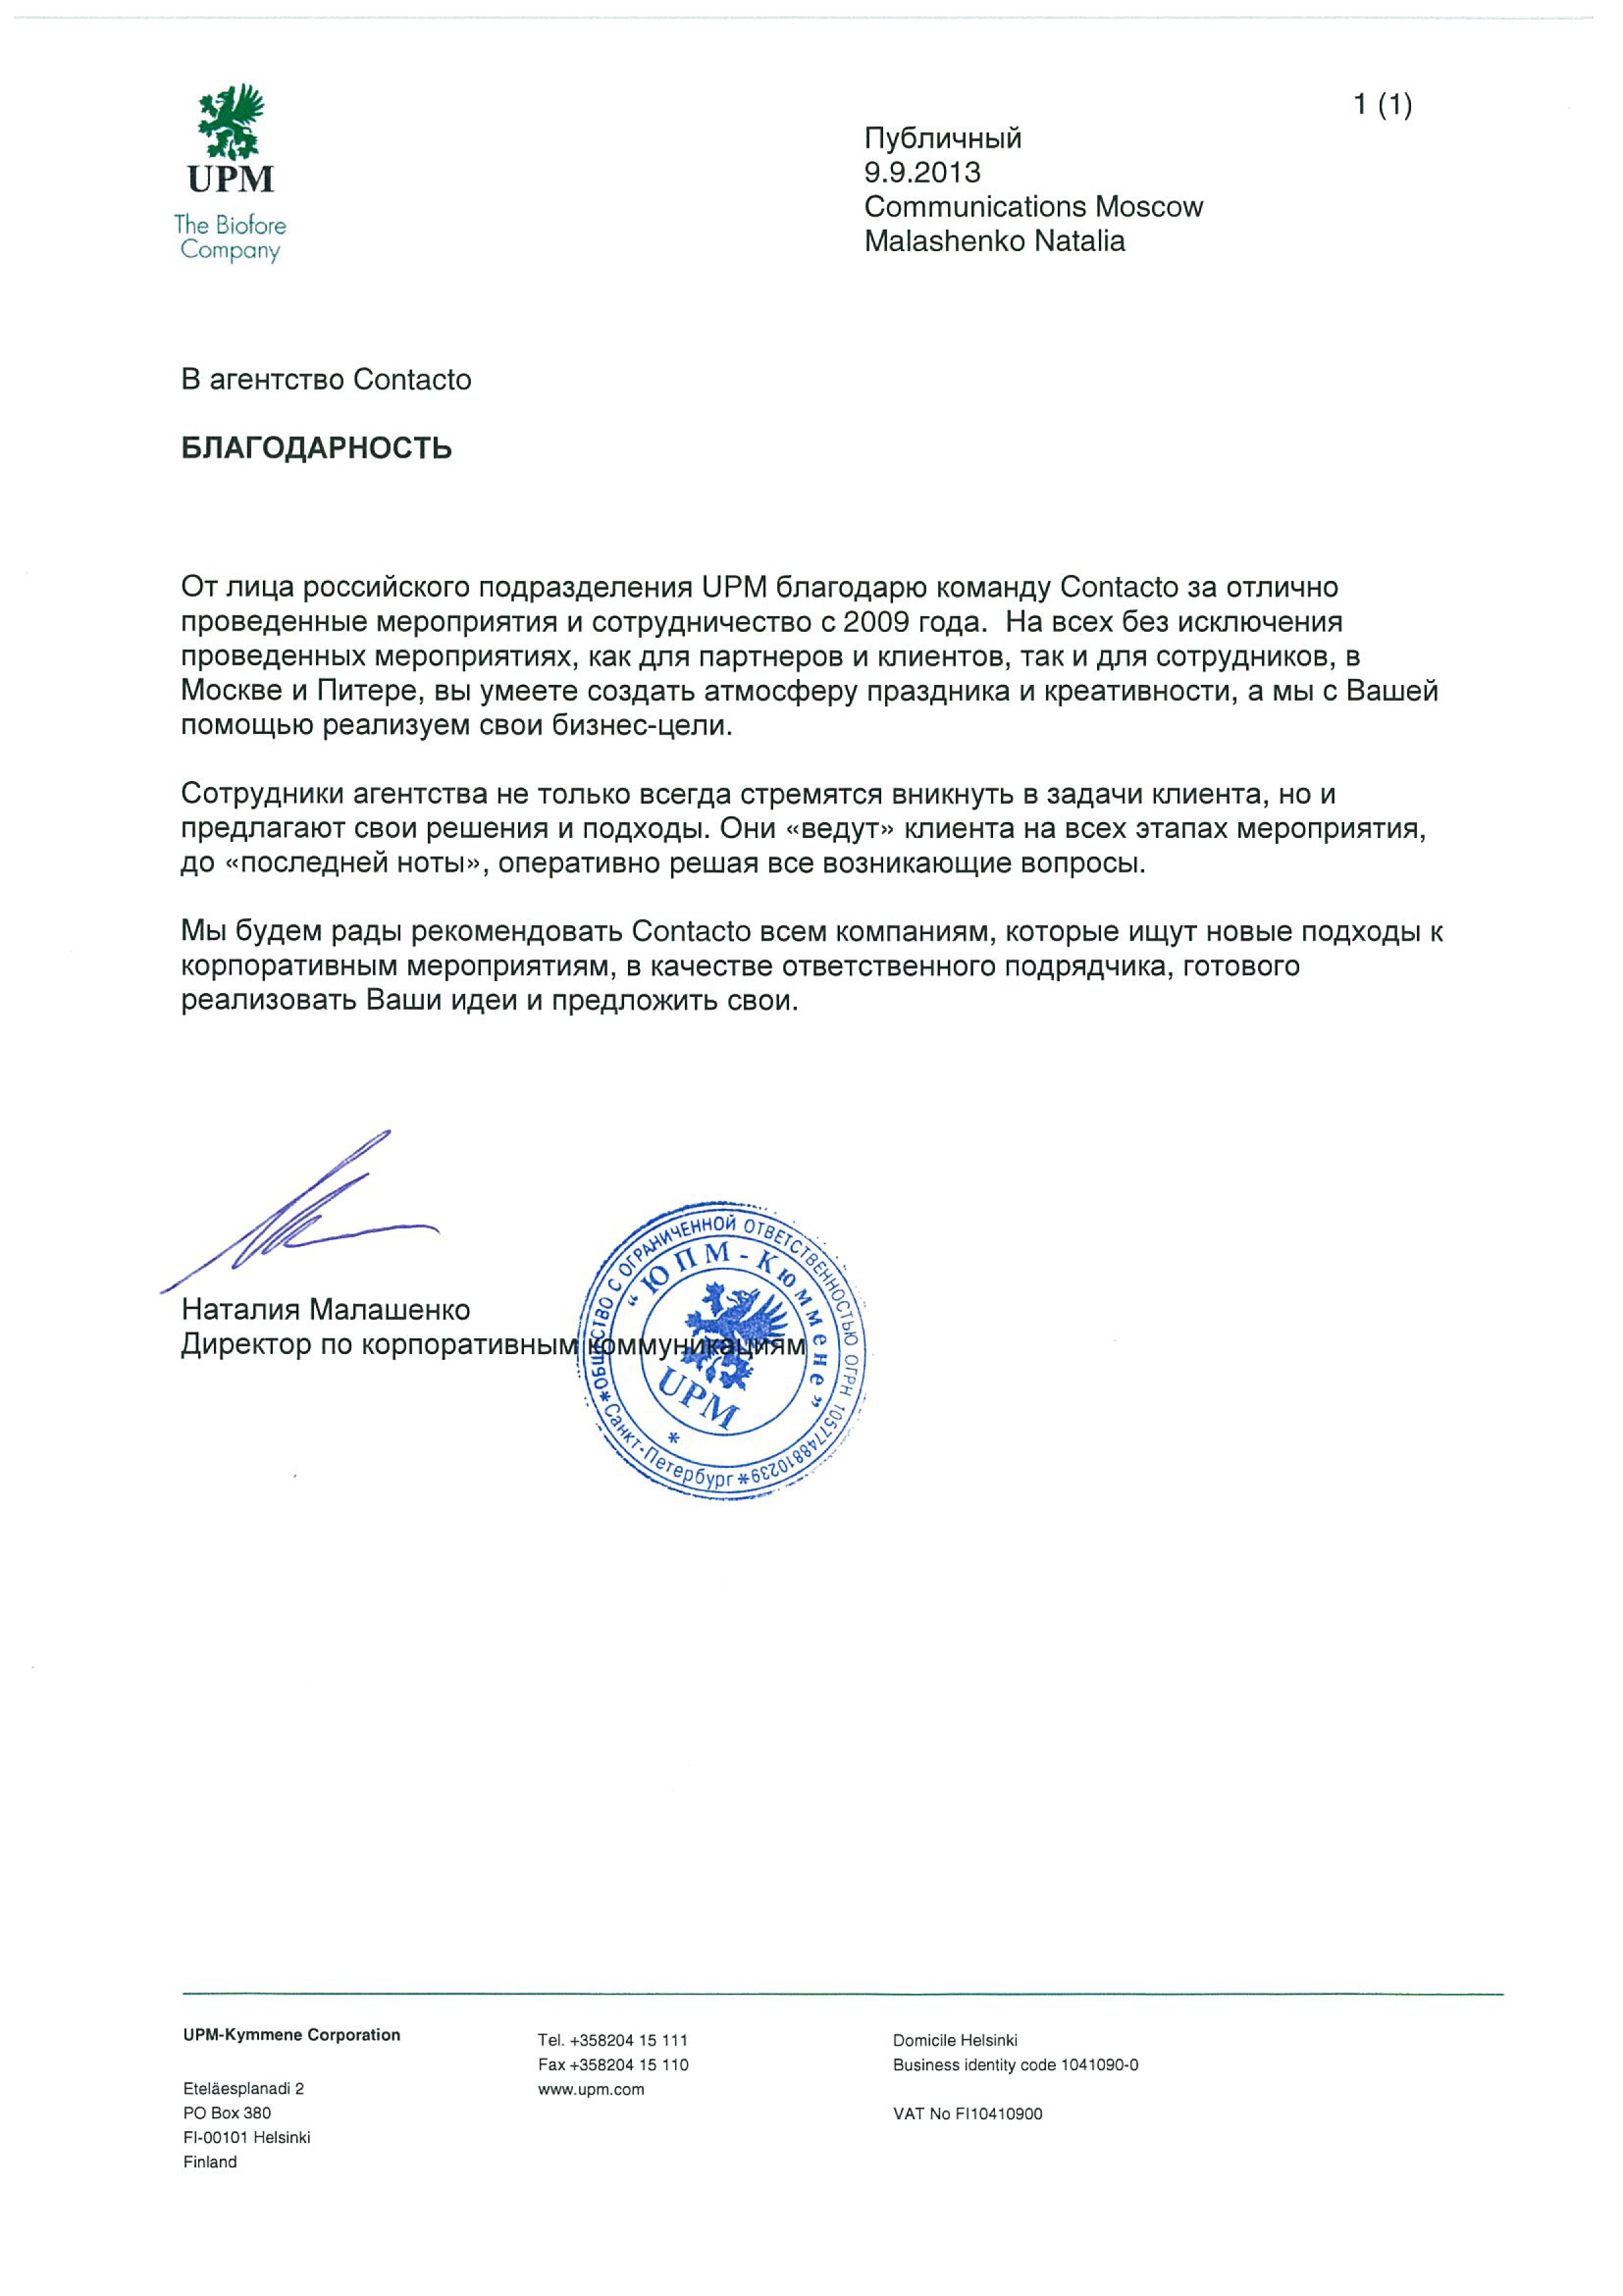 1 (1)
Публичный
9.9.2013
Communications Moscow
Malashenko Natalia
UPM
The Biofore
Company
В агентство Contacto
БЛАГОДАРНОСТЬ
От лица российского подразделения UPM благодарю команду Contacto за отлично
проведенные мероприятия и сотрудничество с 2009 года.  На всех без исключения
проведенных мероприятиях, как для партнеров и клиентов, так и для сотрудников, в
Москве и Питере, вы умеете создать атмосферу праздника и креативности, а мы с Вашей
помощью реализуем свои бизнес-цели.
Сотрудники агентства не только всегда стремятся вникнуть в задачи клиента, но и
предлагают свои решения и подходы. Они «ведут» клиента на всех этапах мероприятия,
до «последней ноты», оперативно решая все возникающие вопросы.
Мы будем рады рекомендовать Contacto всем компаниям, которые ищут новые подходы к
корпоративным мероприятиям, в качестве ответственного подрядчика, готового
реализовать Ваши идеи и предложить свои.
Наталия Малашенко
Директор по корпоративным коммуникациям
*ОБЩЕСТВО С ОГРАНИЧЕННОЙ ОТВЕТСТВЕННОСТЬЮ ОГРН 1057748810239*
Санкт-Петербург
"ЮПМ-Кюммене"
*
UPM
UPM-Kymmene Corporation
Eteläesplanadi 2
PO Box 380
FI-00101 Helsinki
Finland
Tel. +358204 15 111
Fax +358204 15 110
www.upm.com
Domicile Helsinki
Business identity code 1041090-0
VAT No FI10410900